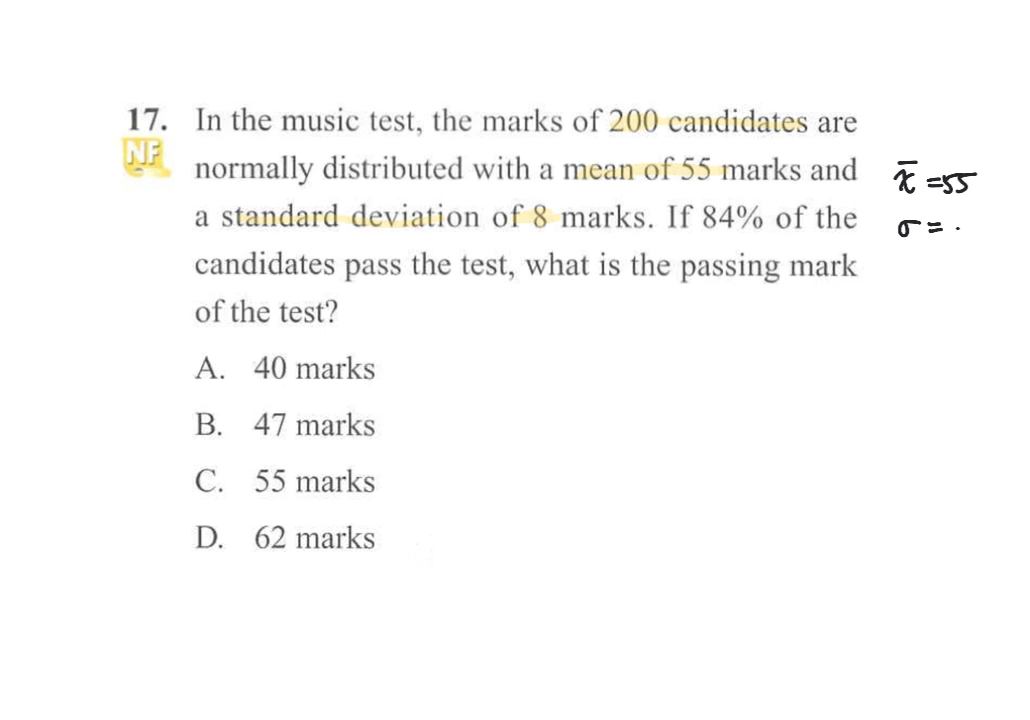 17. In the music test, the marks of 200 candidates are
NF normally distributed with a mean of 55 marks and
a standard deviation of 8 marks. If 84% of the
candidates pass the test, what is the passing mark
of the test?
A. 40 marks
B. 47 marks
C. 55 marks
D. 62 marks
x̄ = 55
σ = .